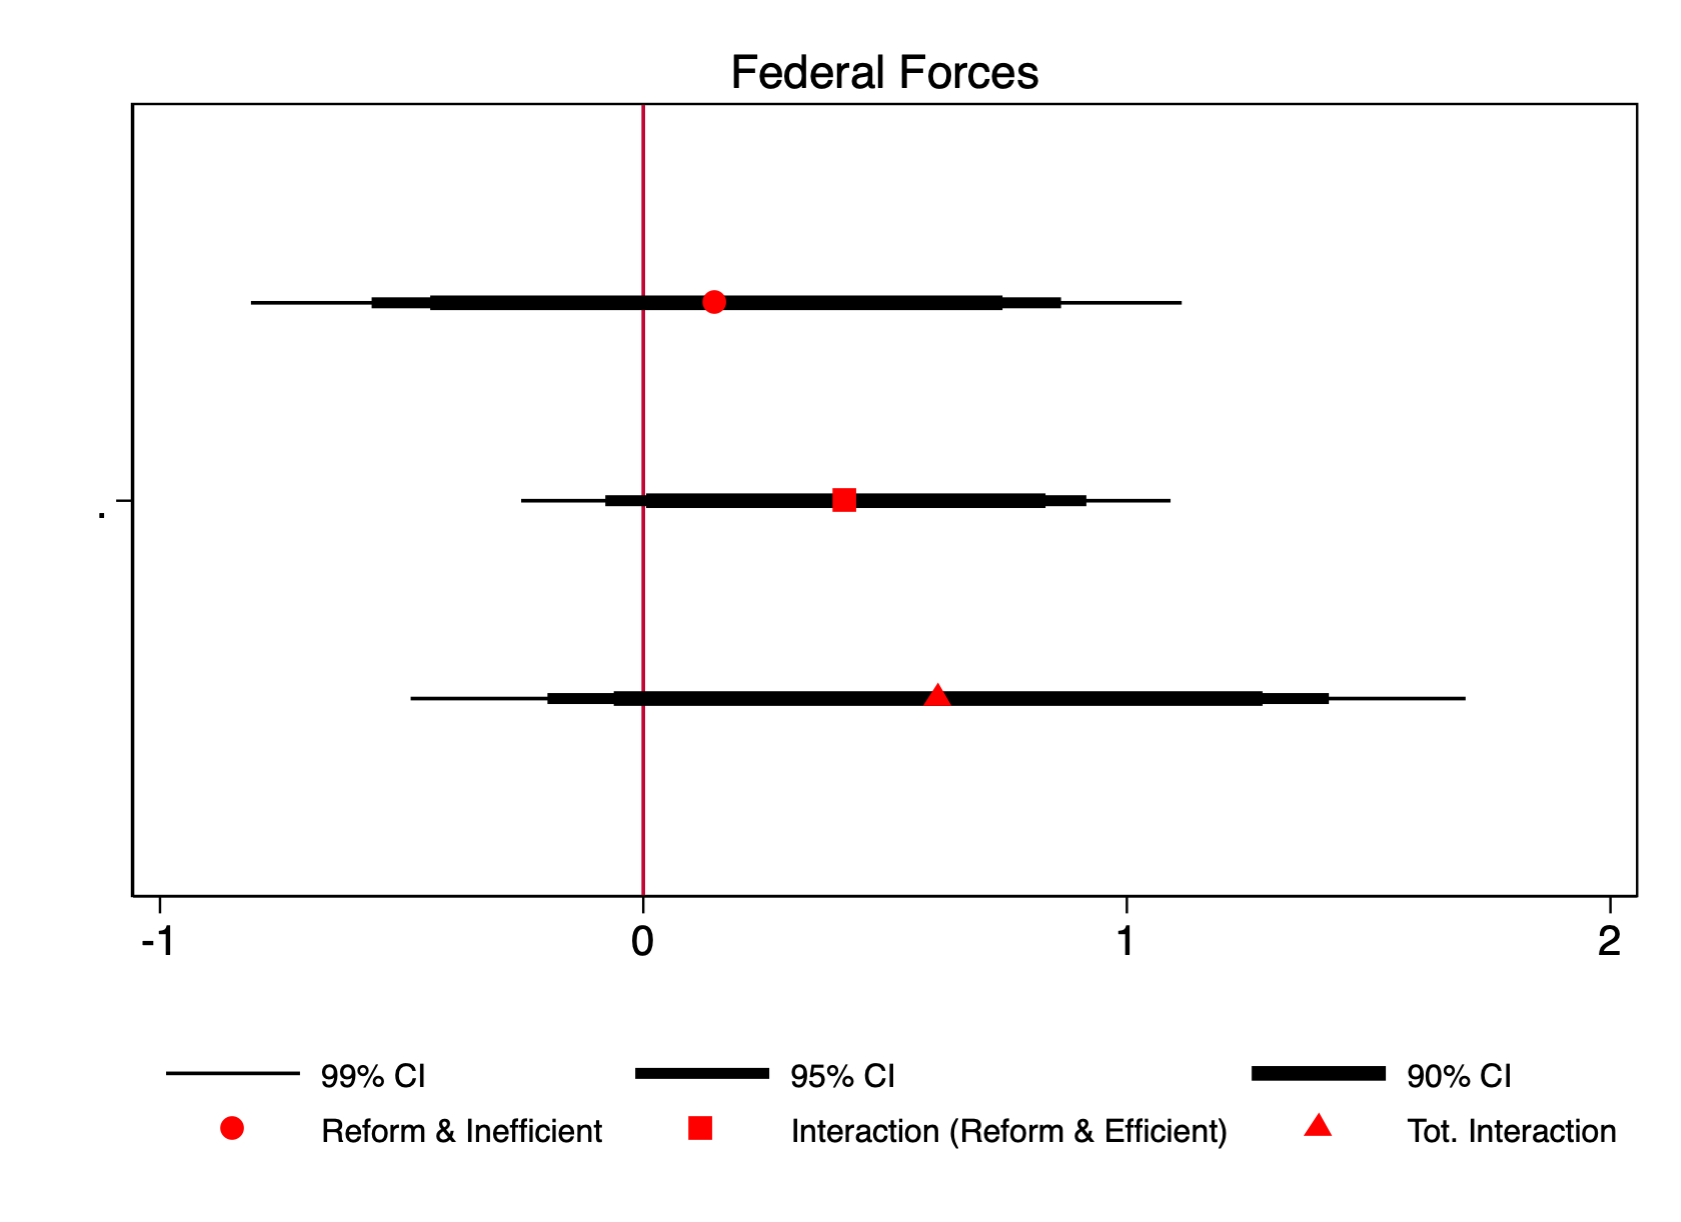 Federal Forces
.
-1 0 1 2
99% CI 95% CI 90% CI
Reform & Inefficient Interaction (Reform & Efficient) Tot. Interaction